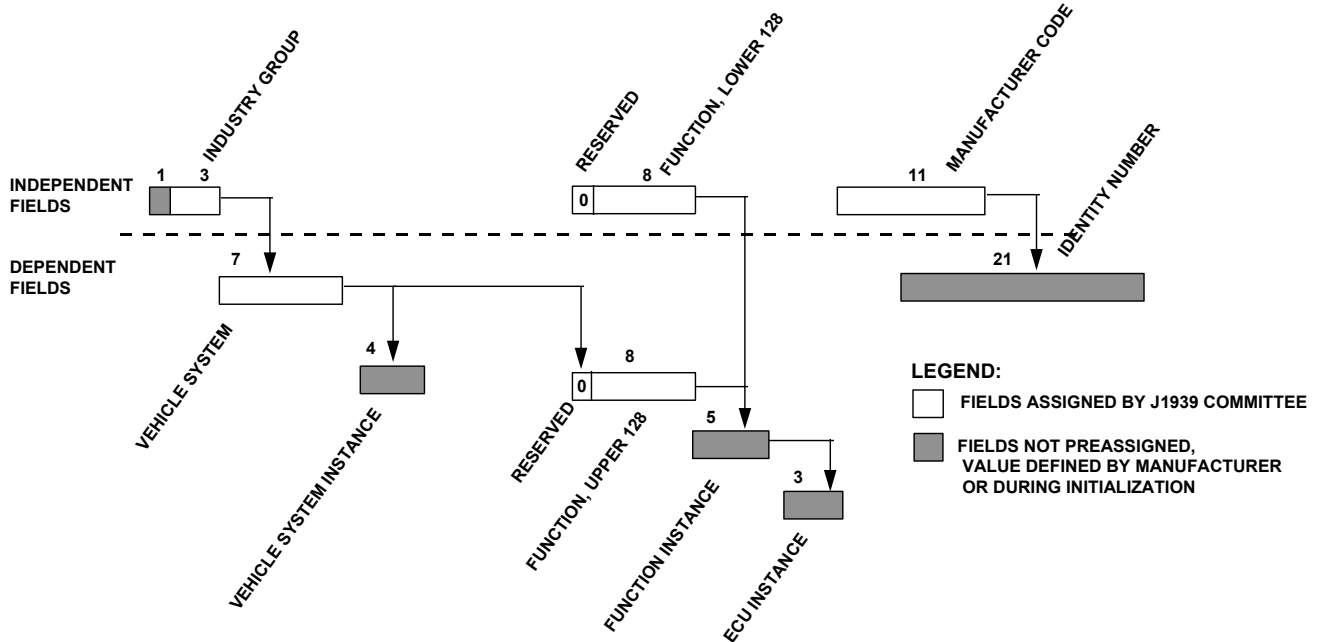 INDUSTRY GROUP
RESERVED
FUNCTION, LOWER 128
MANUFACTURER CODE
IDENTITY NUMBER
INDEPENDENT
FIELDS
1 3
0
8
11
DEPENDENT
FIELDS
7
21
VEHICLE SYSTEM
4
VEHICLE SYSTEM INSTANCE
0
8
RESERVED
FUNCTION, UPPER 128
5
FUNCTION INSTANCE
3
ECU INSTANCE
LEGEND:
FIELDS ASSIGNED BY J1939 COMMITTEE
FIELDS NOT PREASSIGNED,
VALUE DEFINED BY MANUFACTURER
OR DURING INITIALIZATION